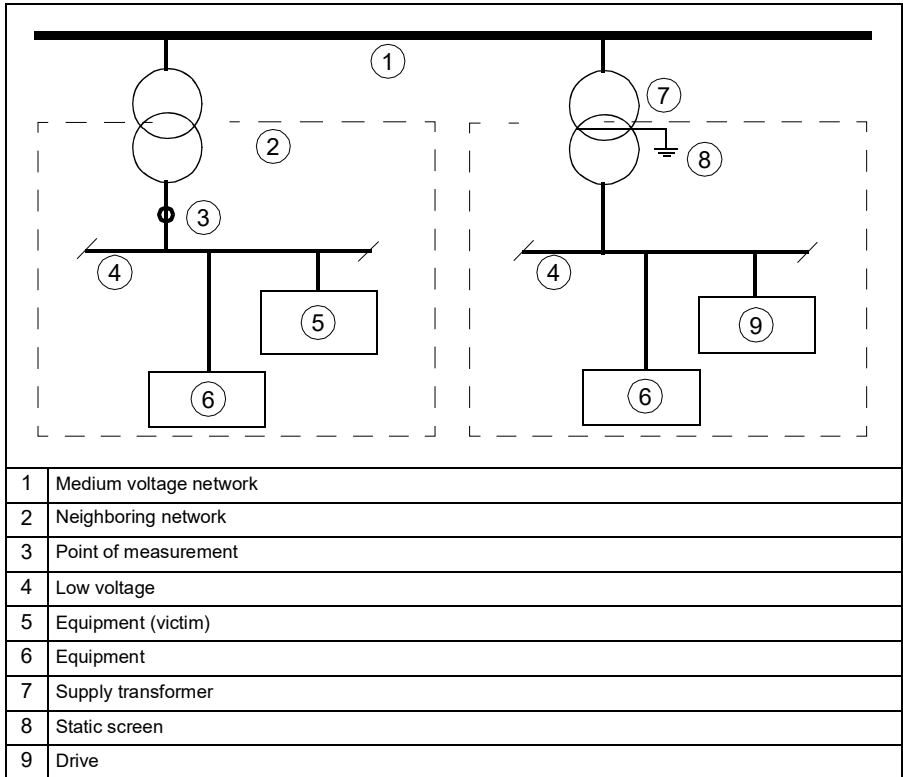 1
7
2
8
3
4
4
5
9
6
6
1 Medium voltage network
2 Neighboring network
3 Point of measurement
4 Low voltage
5 Equipment (victim)
6 Equipment
7 Supply transformer
8 Static screen
9 Drive